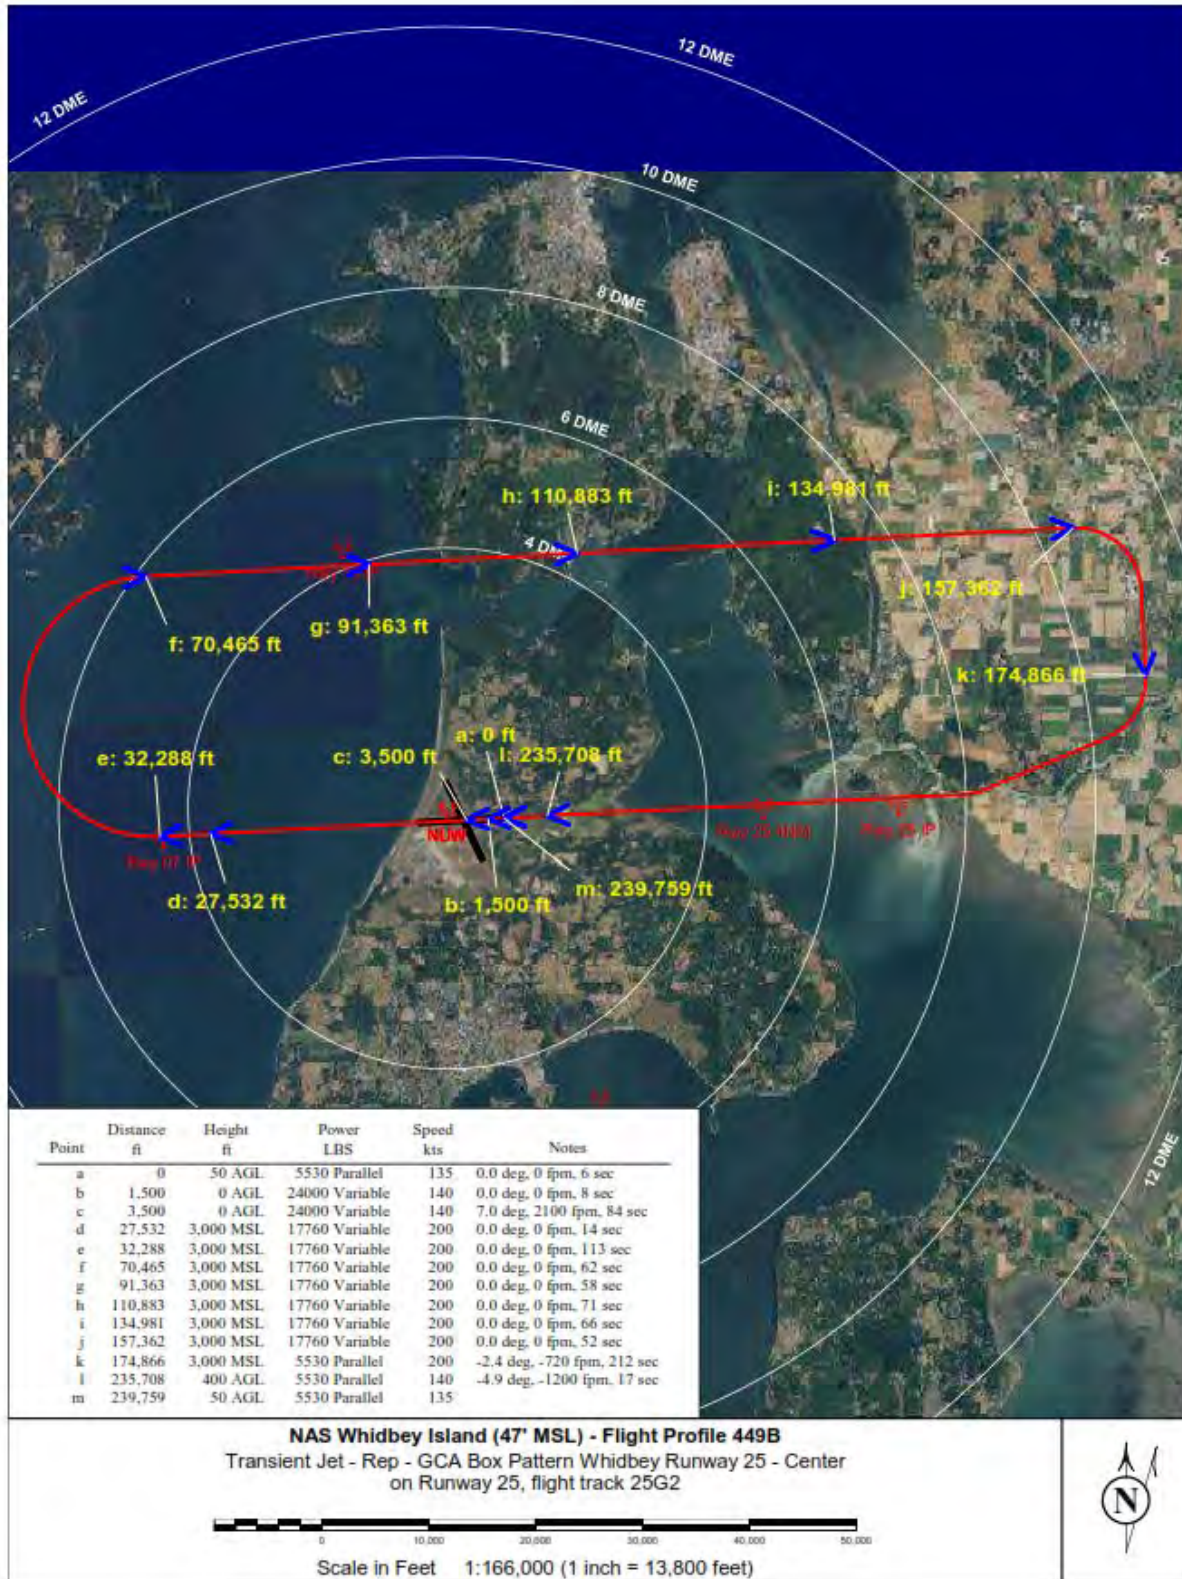 12 DME
12 DME
10 DME
8 DME
6 DME
h: 110,883 ft
i: 134,981 ft
4 DME
j: 157,362 ft
g: 91,363 ft
f: 70,465 ft
k: 174,866 ft
a: 0 ft
e: 32,288 ft
c: 3,500 ft
l: 235,708 ft
NUW
Rwy 25 4NM
Rwy 25 IP
Rwy 07 IP
m: 239,759 ft
d: 27,532 ft
b: 1,500 ft
12 DME
Point Distance ft Height ft Power LBS Speed kts Notes
a 0 50 AGL 5530 Parallel 135 0.0 deg, 0 fpm, 6 sec
b 1,500 0 AGL 24000 Variable 140 0.0 deg, 0 fpm, 8 sec
c 3,500 0 AGL 24000 Variable 140 7.0 deg, 2100 fpm, 84 sec
d 27,532 3,000 MSL 17760 Variable 200 0.0 deg, 0 fpm, 14 sec
e 32,288 3,000 MSL 17760 Variable 200 0.0 deg, 0 fpm, 113 sec
f 70,465 3,000 MSL 17760 Variable 200 0.0 deg, 0 fpm, 62 sec
g 91,363 3,000 MSL 17760 Variable 200 0.0 deg, 0 fpm, 58 sec
h 110,883 3,000 MSL 17760 Variable 200 0.0 deg, 0 fpm, 71 sec
i 134,981 3,000 MSL 17760 Variable 200 0.0 deg, 0 fpm, 66 sec
j 157,362 3,000 MSL 17760 Variable 200 0.0 deg, 0 fpm, 52 sec
k 174,866 3,000 MSL 5530 Parallel 200 -2.4 deg, -720 fpm, 212 sec
l 235,708 400 AGL 5530 Parallel 140 -4.9 deg, -1200 fpm, 17 sec
m 239,759 50 AGL 5530 Parallel 135
NAS Whidbey Island (47' MSL) - Flight Profile 449B
Transient Jet - Rep - GCA Box Pattern Whidbey Runway 25 - Center
on Runway 25, flight track 25G2
N
0 10,000 20,000 30,000 40,000 50,000
Scale in Feet 1:166,000 (1 inch = 13,800 feet)